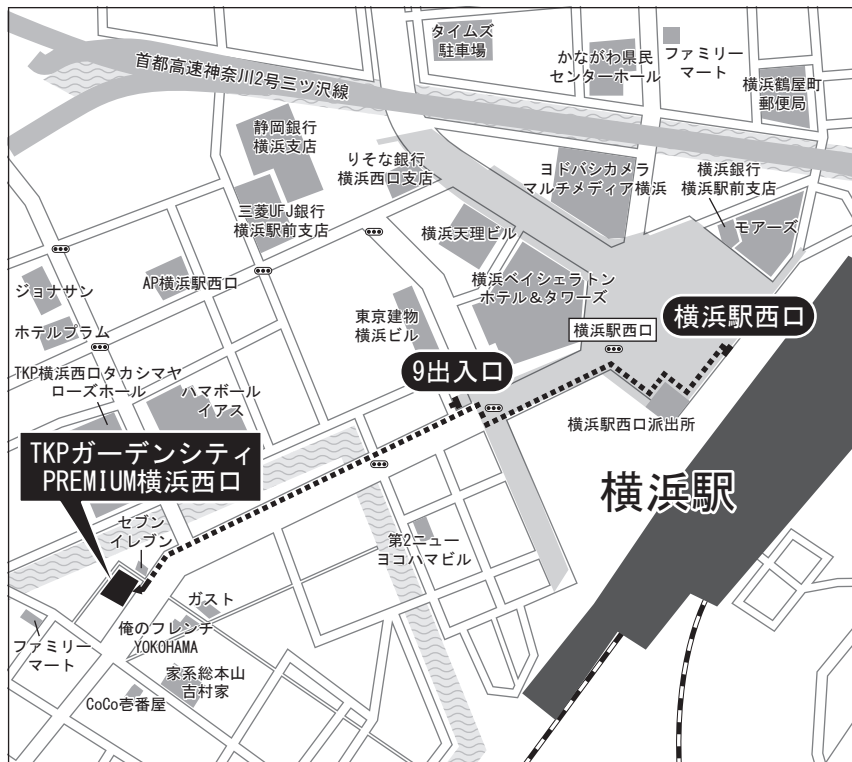 タイムズ
駐車場
かながわ県民
センターホール
ファミリー
マート
横浜鶴屋町
郵便局
首都高速神奈川2号三ツ沢線
静岡銀行
横浜支店
りそな銀行
横浜西口支店
ヨドバシカメラ
マルチメディア横浜
横浜銀行
横浜駅前支店
三菱UFJ銀行
横浜駅前支店
横浜天理ビル
モアーズ
ジョナサン
AP横浜駅西口
横浜ベイシェラトン
ホテル&タワーズ
東京建物
横浜ビル
横浜駅西口
横浜駅西口
ホテルプラム
TKP横浜西口タカシマヤ
ローズホール
ハマボール
イアス
9出入口
横浜駅西口派出所
TKPガーデンシティ
PREMIUM横浜西口
横浜駅
セブン
イレブン
第2ニュー
ヨコハマビル
ガスト
俺のフレンチ
YOKOHAMA
ファミリー
マート
家系総本山
吉村家
CoCo壱番屋